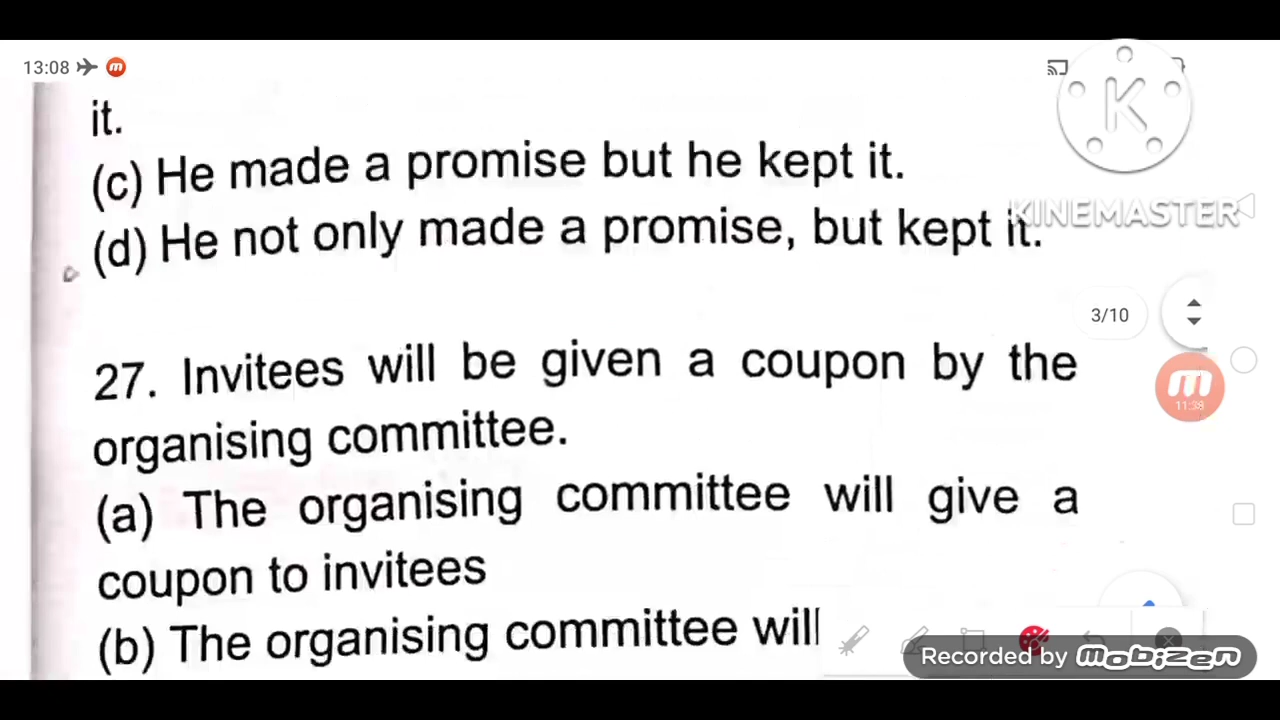 13:08
it.
(c) He made a promise but he kept it.
KINEMASTER
(d) He not only made a promise, but kept it.
3/10
27. Invitees will be given a coupon by the
11:38
organising committee.
(a) The organising committee will give a
coupon to invitees
(b) The organising committee will
Recorded by mobizen